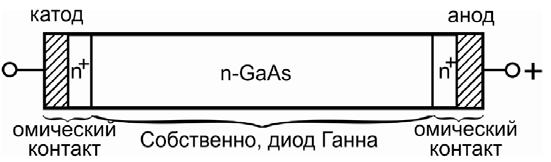 катод анод
n+ n-GaAs n+
+
омический контакт
Собственно, диод Ганна
омический контакт